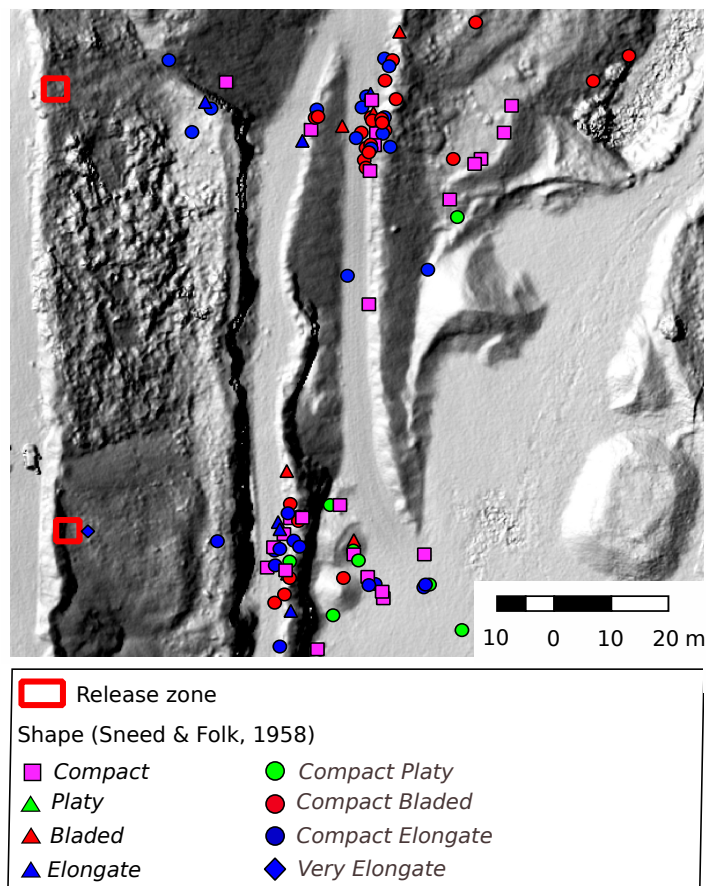 10 0 10 20 m
Release zone
Shape (Sneed & Folk, 1958)
Compact Compact Platy
Platy Compact Bladed
Bladed Compact Elongate
Elongate Very Elongate